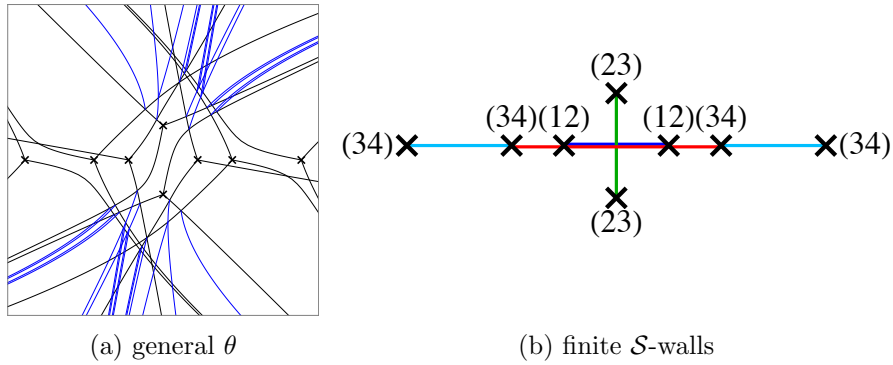 (23)
(34) (34)(12) (12)(34) (34)
(23)
(a) general θ
(b) finite 𝒮-walls